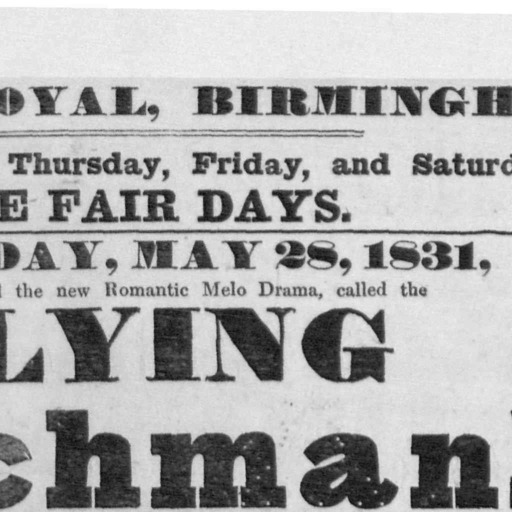 OYAL, BIRMINGH
Thursday, Friday, and Saturd
E FAIR DAYS.
DAY, MAY 28, 1831,
the new Romantic Melo Drama, called the
LYING
chman